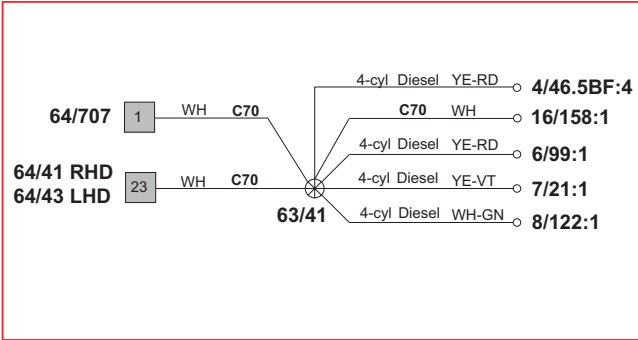 4-cyl Diesel YE-RD 4/46.5BF:4
64/707 1 WH C70
C70 WH 16/158:1
4-cyl Diesel YE-RD 6/99:1
64/41 RHD
64/43 LHD
23 WH C70
4-cyl Diesel YE-VT 7/21:1
63/41
4-cyl Diesel WH-GN 8/122:1